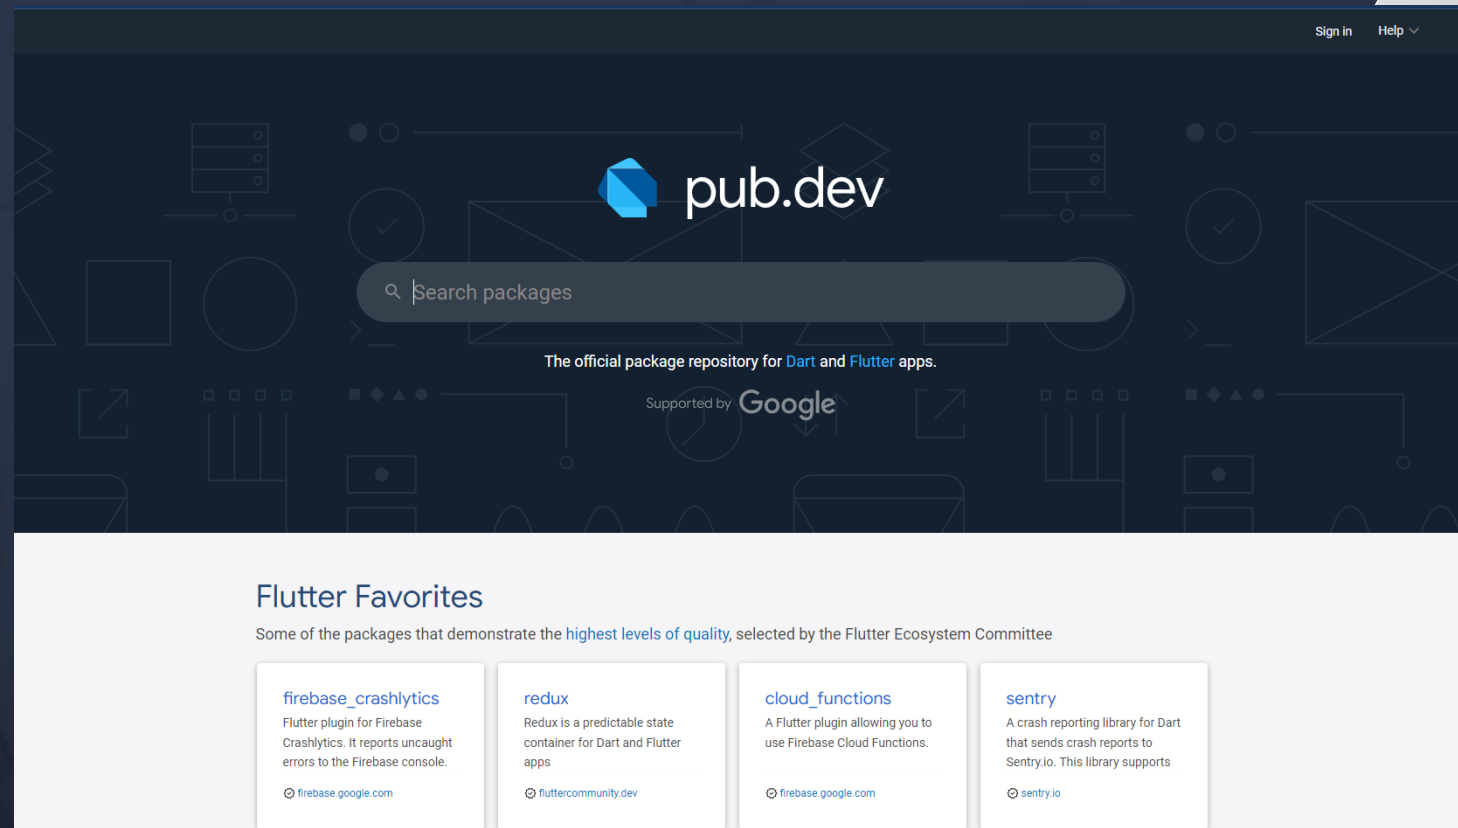 Sign in
Help
pub.dev
Search packages
The official package repository for Dart and Flutter apps.
Supported by Google
Flutter Favorites
Some of the packages that demonstrate the highest levels of quality, selected by the Flutter Ecosystem Committee
firebase_crashlytics
Flutter plugin for Firebase
Crashlytics. It reports uncaught
errors to the Firebase console.
firebase.google.com
redux
Redux is a predictable state
container for Dart and Flutter
apps
fluttercommunity.dev
cloud_functions
A Flutter plugin allowing you to
use Firebase Cloud Functions.
firebase.google.com
sentry
A crash reporting library for Dart
that sends crash reports to
Sentry.io. This library supports
sentry.io